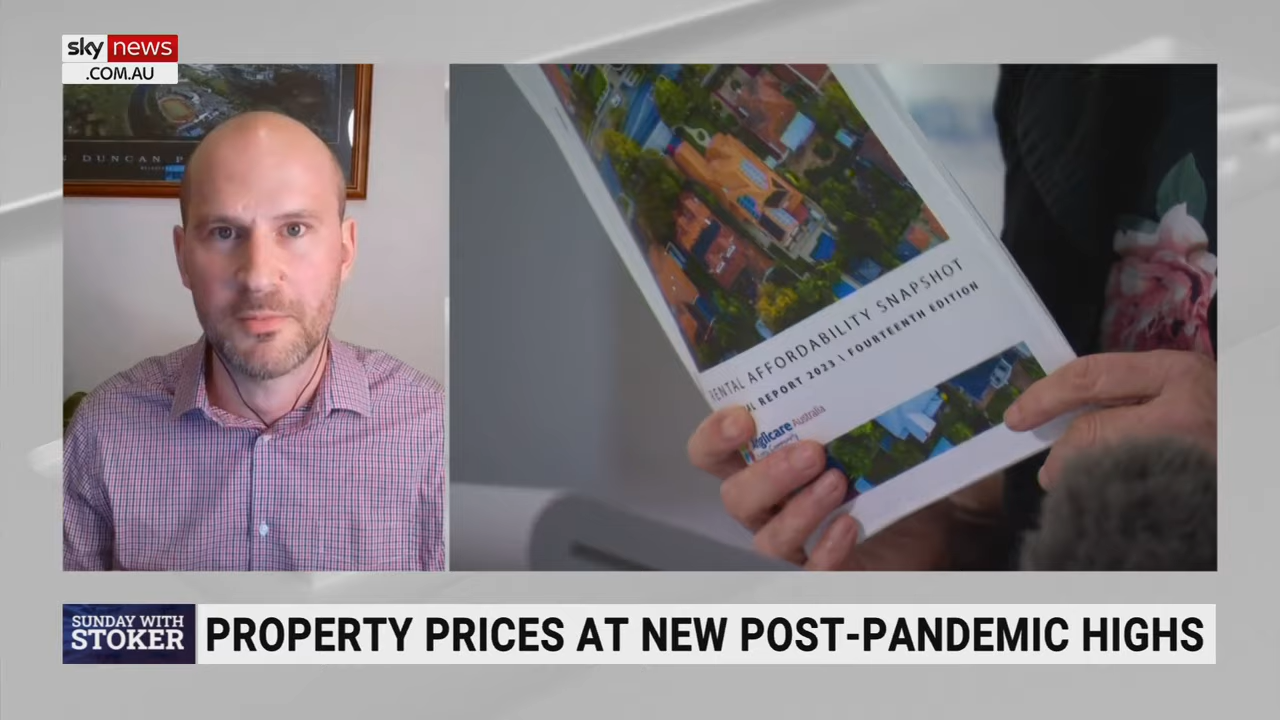 sky news
.COM.AU
DUNCAN P
RENTAL AFFORDABILITY SNAPSHOT
REPORT 2023 \ FOURTEENTH EDITION
Anglicare Australia
SUNDAY WITH
STOKER
PROPERTY PRICES AT NEW POST-PANDEMIC HIGHS